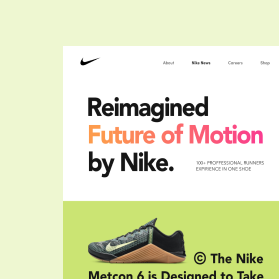 About Nike News Careers Shop
Reimagined
Future of Motion
by Nike.
100+ PROFFESSIONAL RUNNERS
EXPIRIENCE IN ONE SHOE
© The Nike
Metcon 6 is Designed to Take